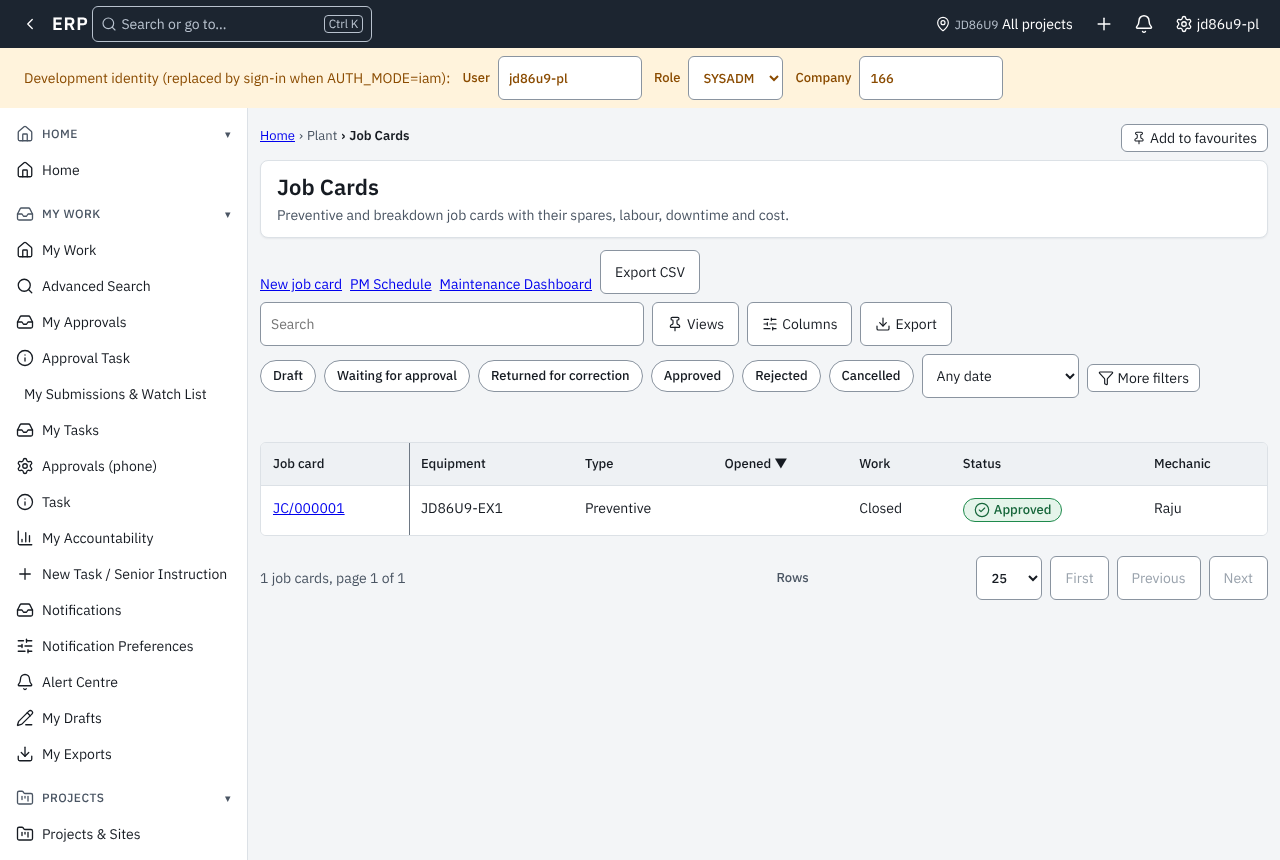 ERP
Search or go to...
Ctrl K
JD86U9 All projects
jd86u9-pl
Development identity (replaced by sign-in when AUTH_MODE=iam):
User
jd86u9-pl
Role
SYSADM
Company
166
HOME
Home
MY WORK
My Work
Advanced Search
My Approvals
Approval Task
My Submissions & Watch List
My Tasks
Approvals (phone)
Task
My Accountability
New Task / Senior Instruction
Notifications
Notification Preferences
Alert Centre
My Drafts
My Exports
PROJECTS
Projects & Sites
Home › Plant › Job Cards
Add to favourites
Job Cards
Preventive and breakdown job cards with their spares, labour, downtime and cost.
New job card
PM Schedule
Maintenance Dashboard
Export CSV
Search
Views
Columns
Export
Draft
Waiting for approval
Returned for correction
Approved
Rejected
Cancelled
Any date
More filters
Job card
Equipment
Type
Opened ▼
Work
Status
Mechanic
JC/000001
JD86U9-EX1
Preventive
Closed
Approved
Raju
1 job cards, page 1 of 1
Rows
25
First
Previous
Next